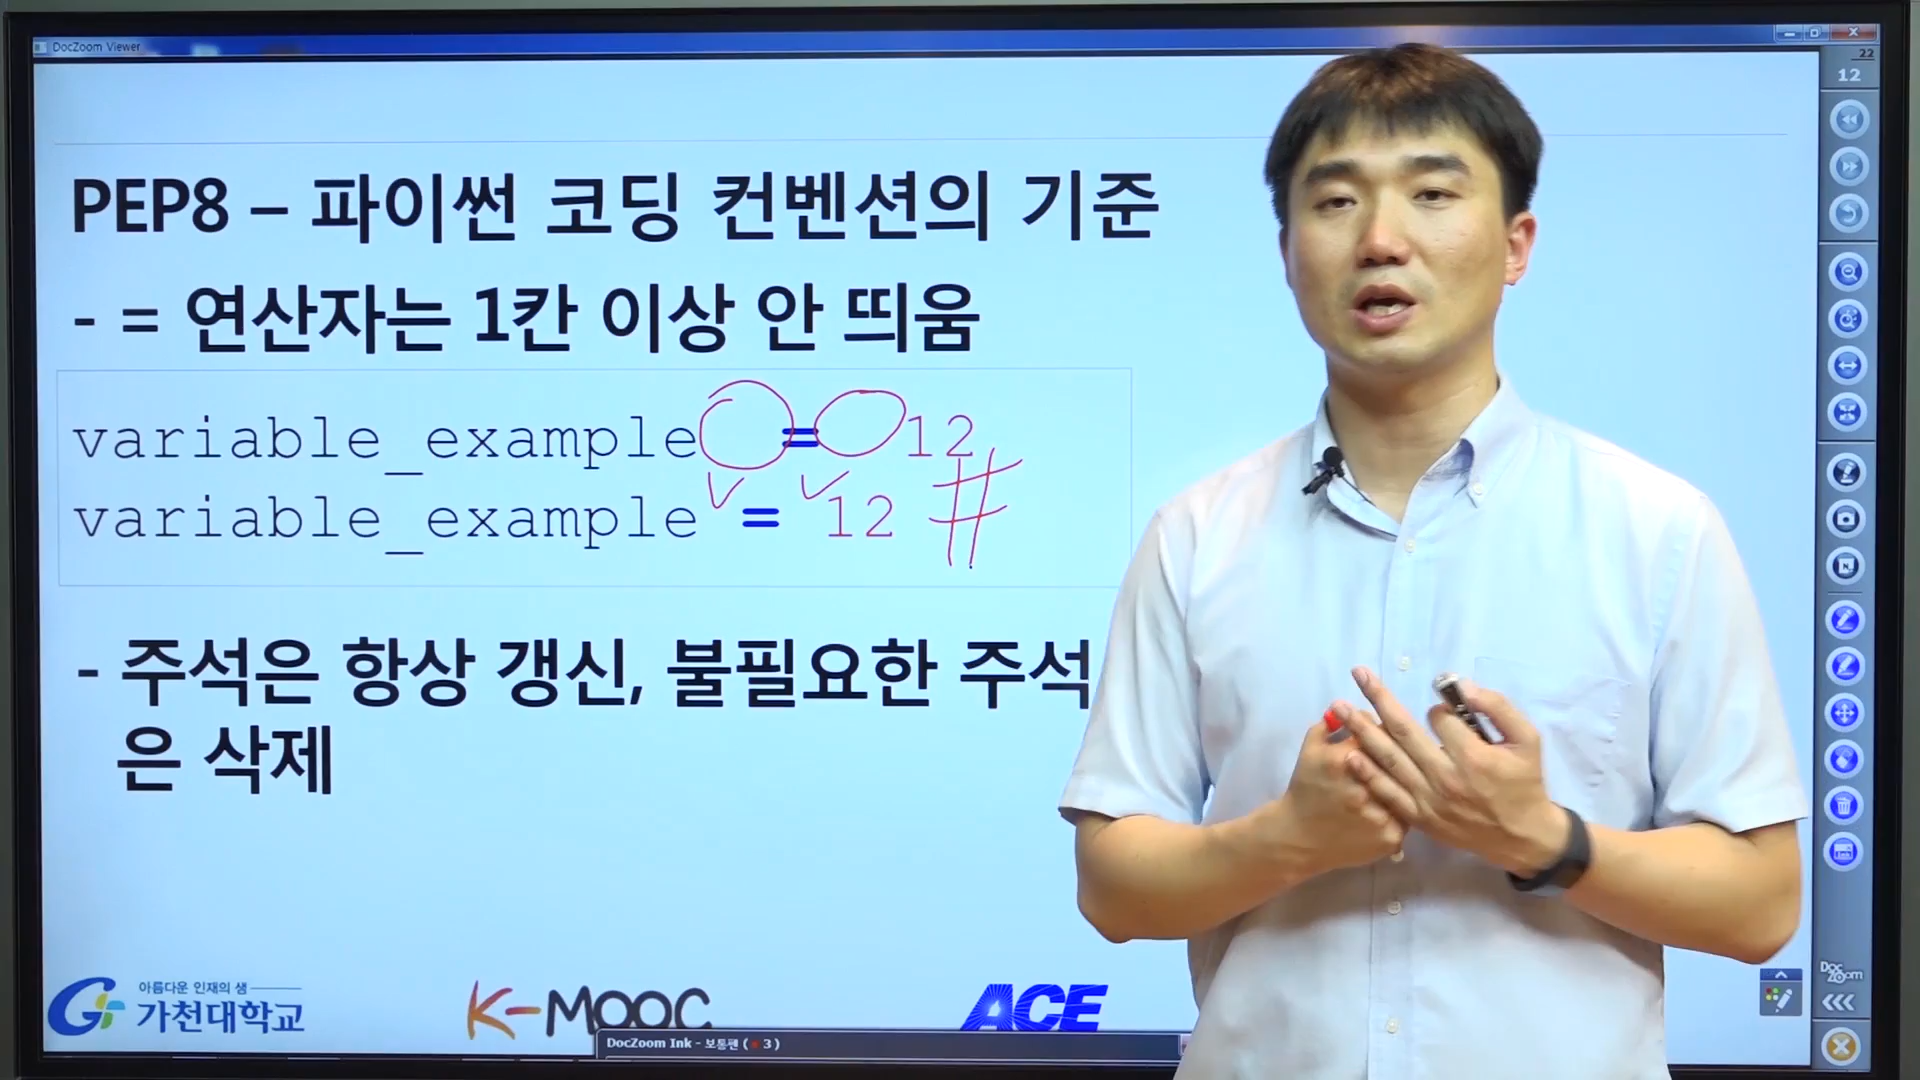 DocZoom Viewer
22
12
PEP8 – 파이썬 코딩 컨벤션의 기준
- = 연산자는 1칸 이상 안 띄움
variable_example = 12
variable_example = 12 #
- 주석은 항상 갱신, 불필요한 주석
은 삭제
아름다운 인재의 샘
가천대학교
K-MOOC
ACE
DocZoom Ink - 보통펜 ( 3 )
DocZoom